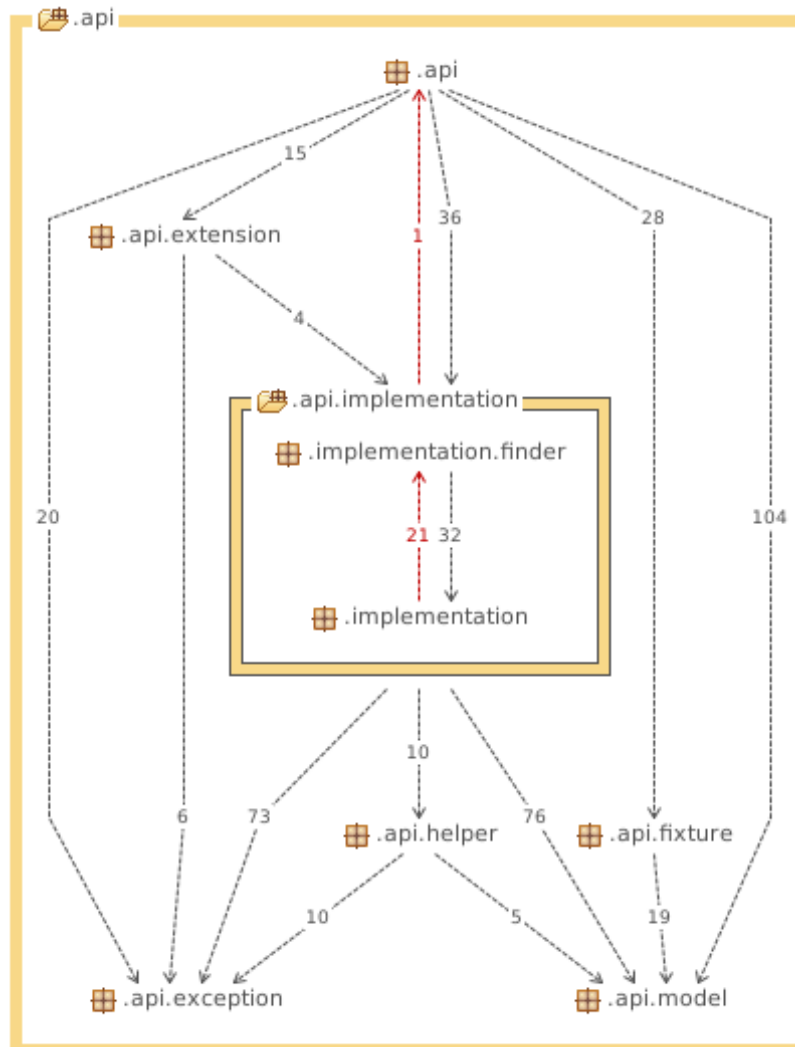 .api
.api
15
36
28
1
.api.extension
4
.api.implementation
.implementation.finder
20
21
32
104
.implementation
10
6
73
76
.api.helper
.api.fixture
10
5
19
.api.exception
.api.model